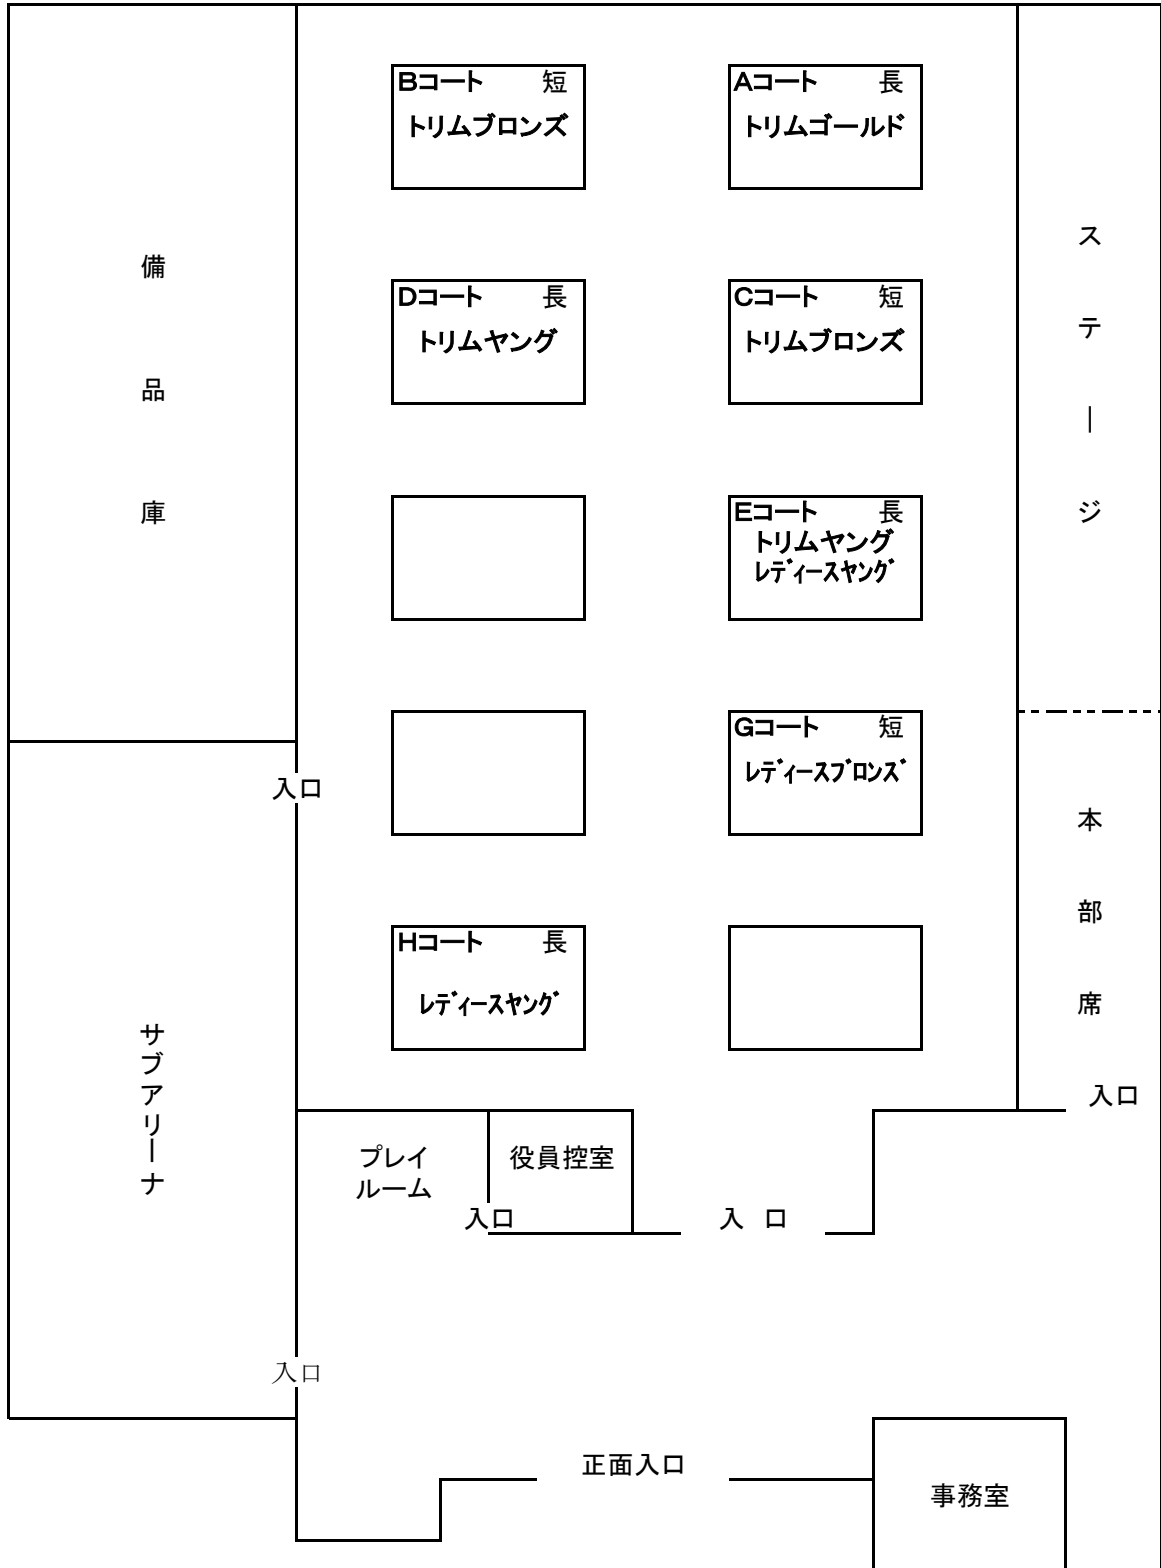 Bコート 短
トリムブロンズ
Aコート 長
トリムゴールド
備品庫
Dコート 長
トリムヤング
Cコート 短
トリムブロンズ
ステージ
Eコート 長
トリムヤング
レディースヤング
Gコート 短
レディースブロンズ
入口
本部席
Hコート 長
レディースヤング
サブアリーナ
入口
プレイ
ルーム
役員控室
入口
入 口
入口
正面入口
事務室